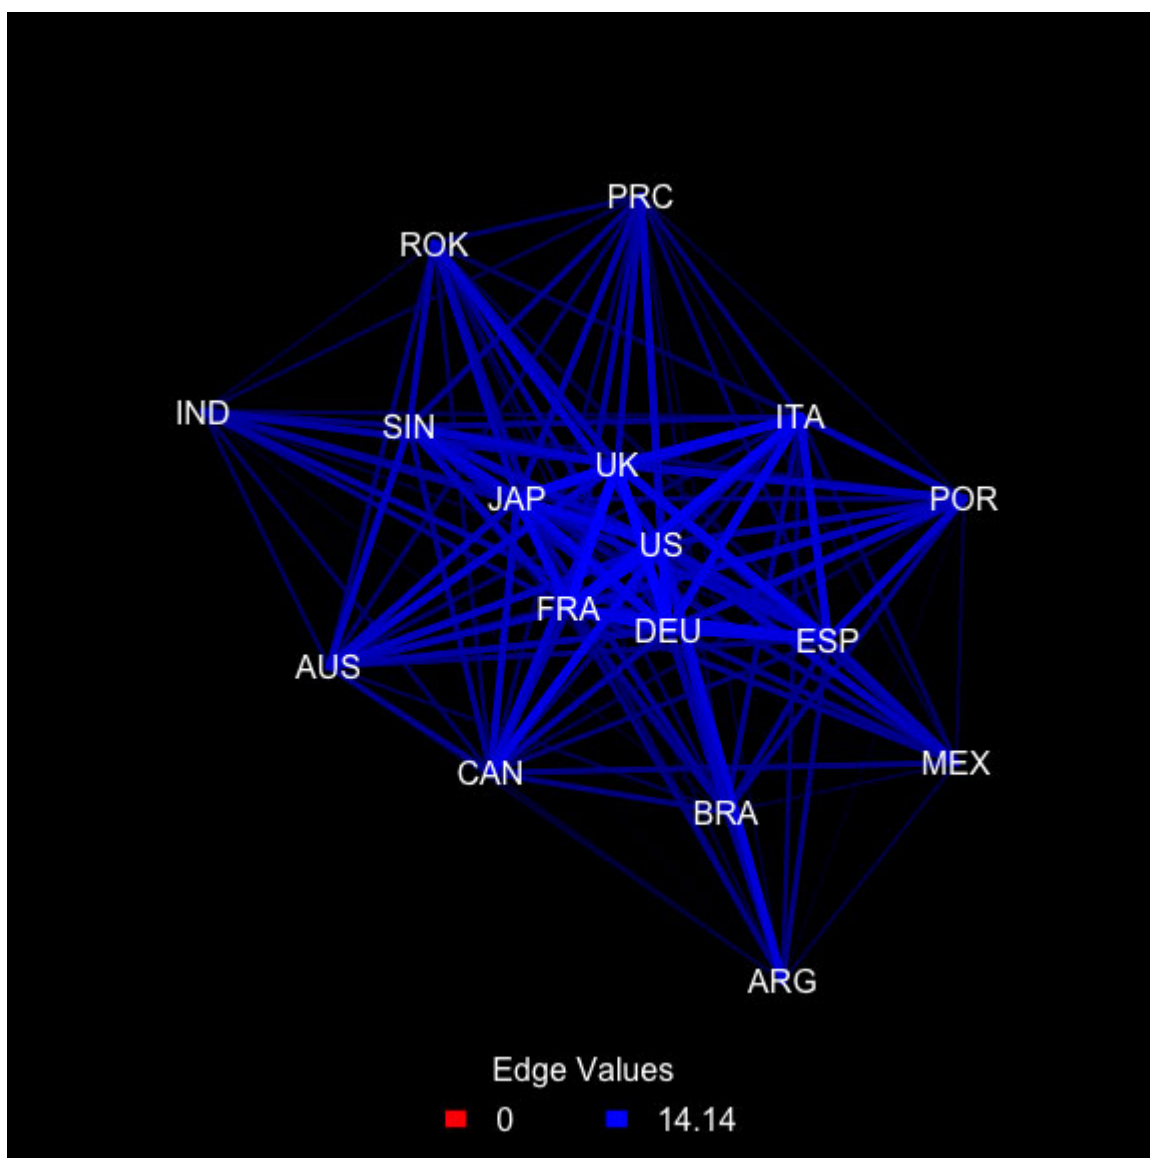 PRC
ROK
IND
SIN
ITA
UK
JAP
POR
US
FRA
DEU
ESP
AUS
CAN
MEX
BRA
ARG
Edge Values
0 14.14